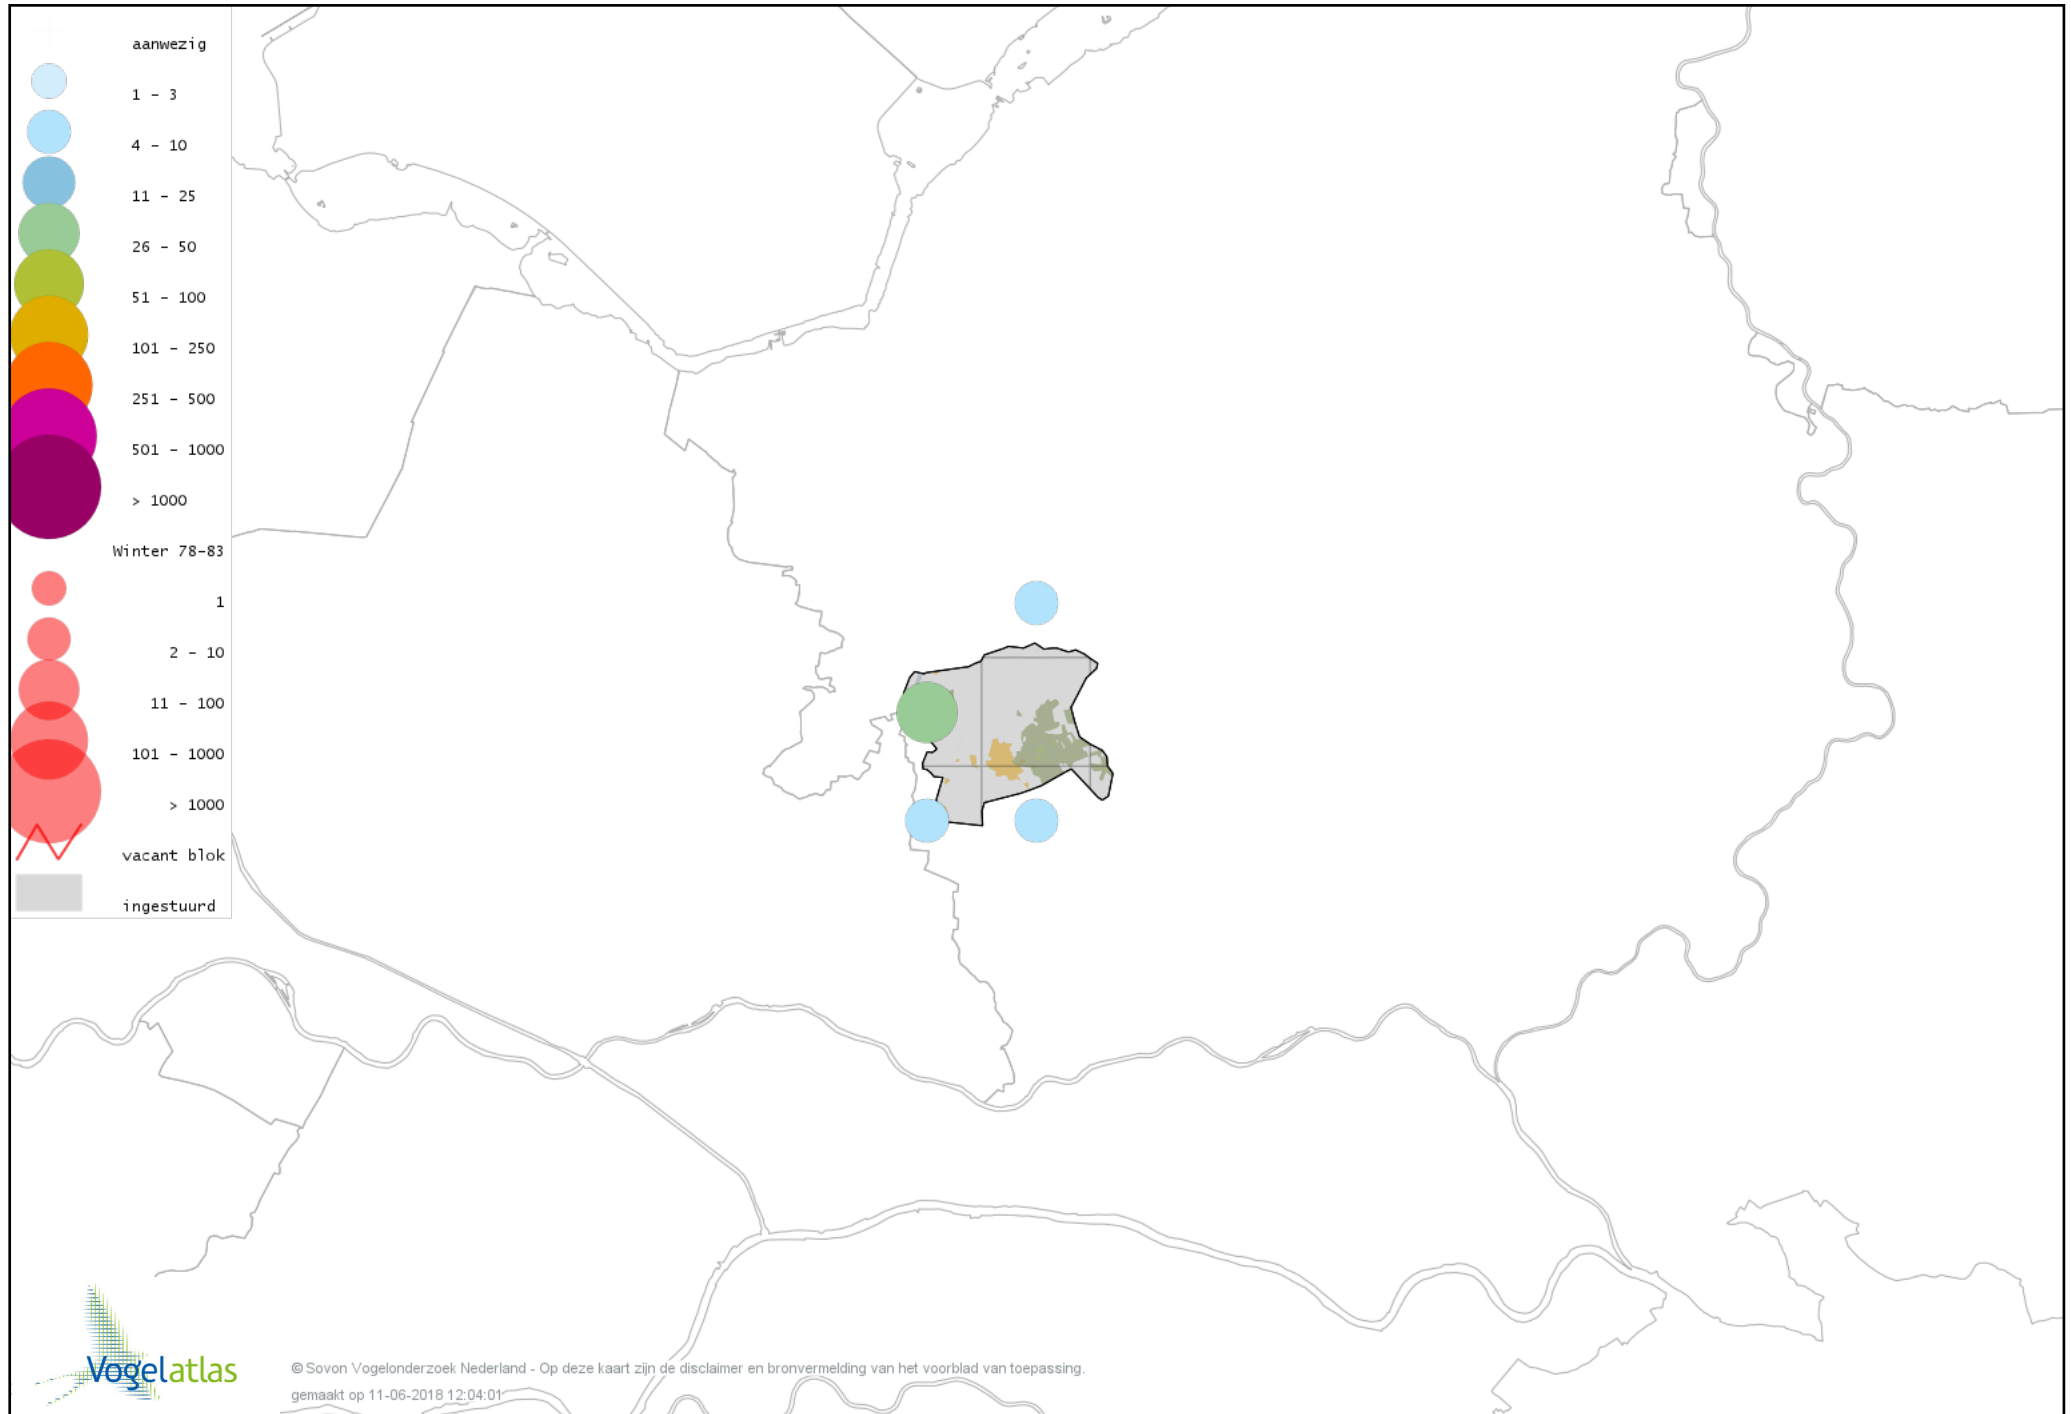 aanwezig
1 - 3
4 - 10
11 - 25
26 - 50
51 - 100
101 - 250
251 - 500
501 - 1000
> 1000
Winter 78-83
1
2 - 10
11 - 100
101 - 1000
> 1000
vacant blok
ingestuurd
Vogelatlas
© Sovon Vogelonderzoek Nederland - Op deze kaart zijn de disclaimer en bronvermelding van het voorblad van toepassing.
gemaakt op 11-06-2018 12:04:01